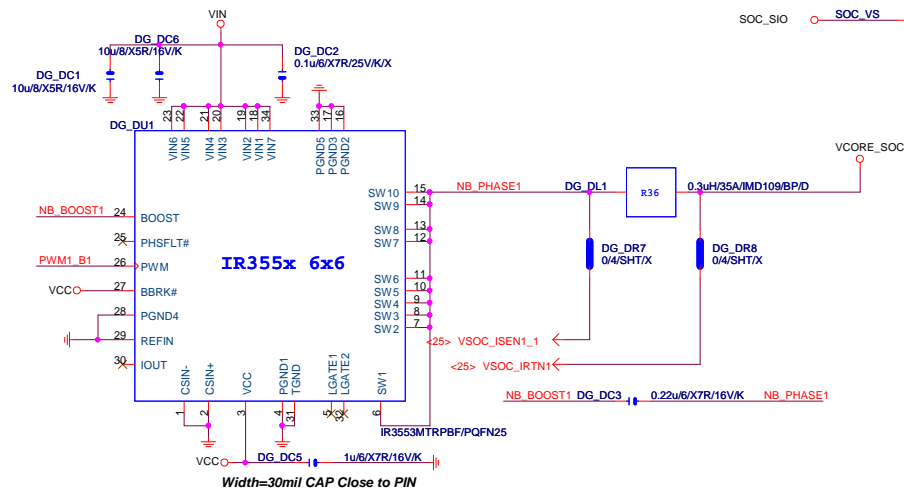 VIN
SOC_SIO
SOC_VS
DG_DC6
10u/8/X5R/16V/K
DG_DC2
0.1u/6/X7R/25V/K/X
DG_DC1
10u/8/X5R/16V/K
23 22 21 20 19 18 34 33 17 16
DG_DU1
VIN6 VIN5 VIN4 VIN3 VIN2 VIN1 VIN7 PGND5 PGND3 PGND2
VCORE_SOC
NB_PHASE1
DG_DL1
R36
0.3uH/35A/IMD109/BP/D
SW10 15
SW9 14
SW8 13
SW7 12
SW6 11
SW5 10
SW4 9
SW3 8
SW2 7
NB_BOOST1 24 BOOST
25 PHSFLT#
PWM1_B1 26 PWM
VCC 27 BBRK#
28 PGND4
29 REFIN
30 IOUT
IR355x 6x6
DG_DR7
0/4/SHT/X
DG_DR8
0/4/SHT/X
<25> VSOC_ISEN1_1
<25> VSOC_IRTN1
CSIN- CSIN+ VCC PGND1 TGND LGATE1 LGATE2 SW1
1 2 3 4 31 5 32 6
NB_BOOST1 DG_DC3 0.22u/6/X7R/16V/K NB_PHASE1
IR3553MTRPBF/PQFN25
VCC DG_DC5 1u/6/X7R/16V/K
Width=30mil CAP Close to PIN